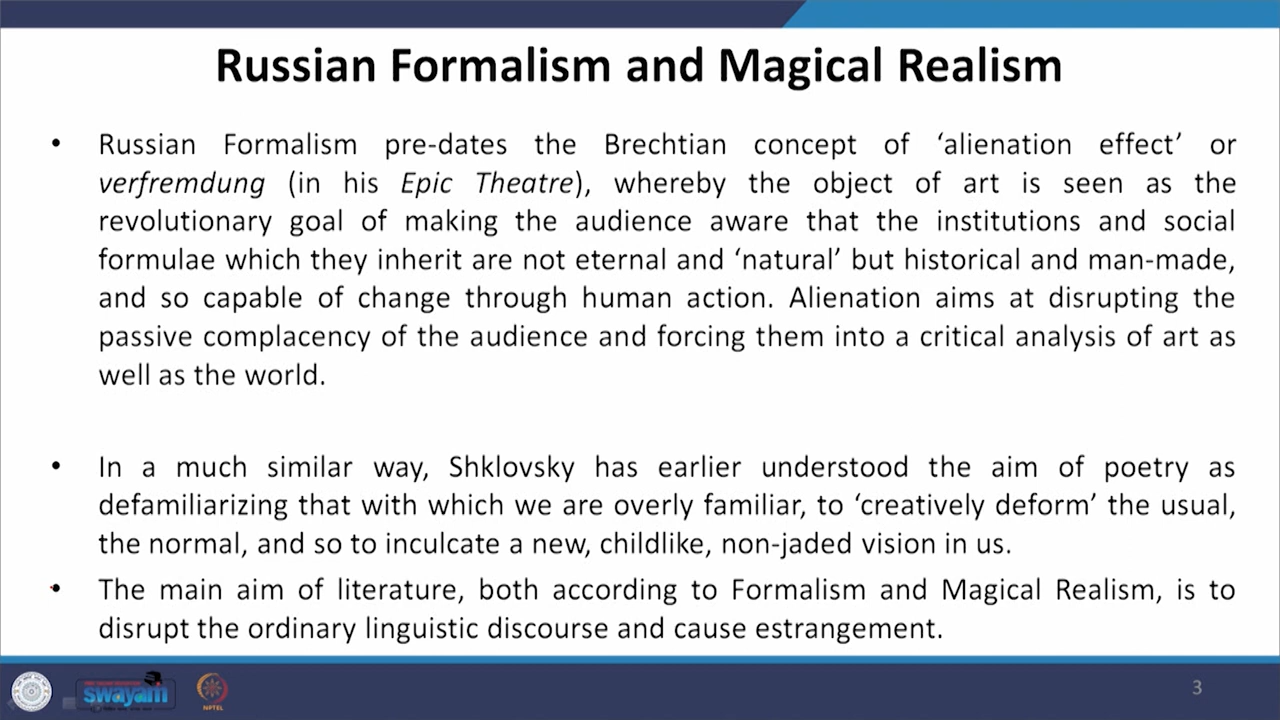 Russian Formalism and Magical Realism
• Russian Formalism pre-dates the Brechtian concept of ‘alienation effect’ or
verfremdung (in his Epic Theatre), whereby the object of art is seen as the
revolutionary goal of making the audience aware that the institutions and social
formulae which they inherit are not eternal and ‘natural’ but historical and man-made,
and so capable of change through human action. Alienation aims at disrupting the
passive complacency of the audience and forcing them into a critical analysis of art as
well as the world.
• In a much similar way, Shklovsky has earlier understood the aim of poetry as
defamiliarizing that with which we are overly familiar, to ‘creatively deform’ the usual,
the normal, and so to inculcate a new, childlike, non-jaded vision in us.
• The main aim of literature, both according to Formalism and Magical Realism, is to
disrupt the ordinary linguistic discourse and cause estrangement.
swayam
NPTEL
3